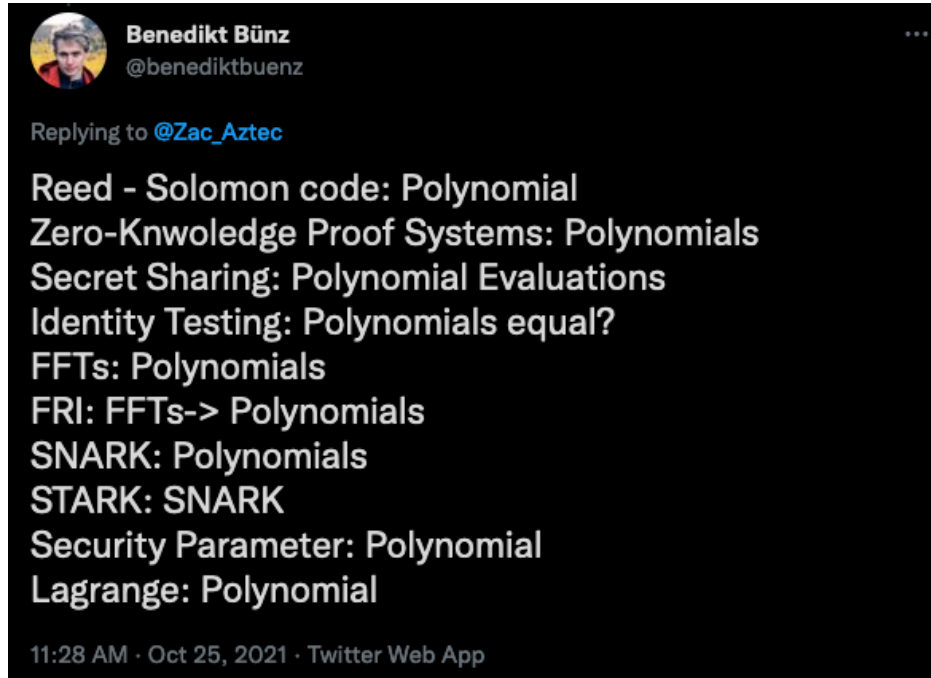 Benedikt Bünz
@benediktbuenz
Replying to @Zac_Aztec
Reed - Solomon code: Polynomial
Zero-Knwoledge Proof Systems: Polynomials
Secret Sharing: Polynomial Evaluations
Identity Testing: Polynomials equal?
FFTs: Polynomials
FRI: FFTs-> Polynomials
SNARK: Polynomials
STARK: SNARK
Security Parameter: Polynomial
Lagrange: Polynomial
11:28 AM · Oct 25, 2021 · Twitter Web App